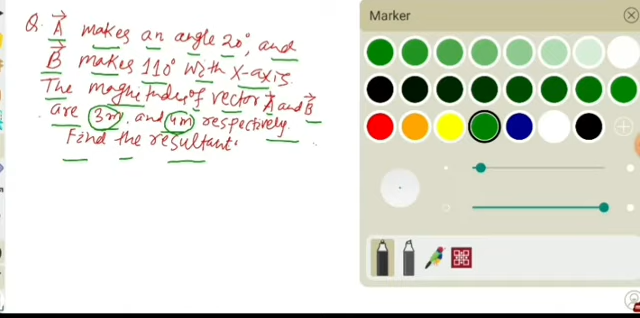 Marker
Q. A makes an angle 20°, and
B makes 110° with X-axis
The magnitudes of vector A and B
are 3m, and 4m respectively.
Find the resultant.